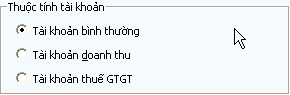 Thuộc tính tài khoản
Tài khoản bình thường
Tài khoản doanh thu
Tài khoản thuế GTGT